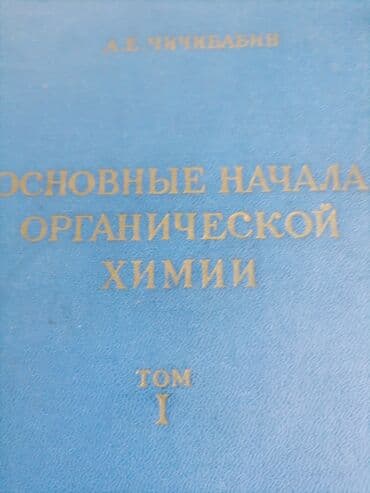 А.Е. ЧИЧИБАБИН
ОСНОВНЫЕ НАЧАЛА
ОРГАНИЧЕСКОЙ
ХИМИИ
ТОМ
I